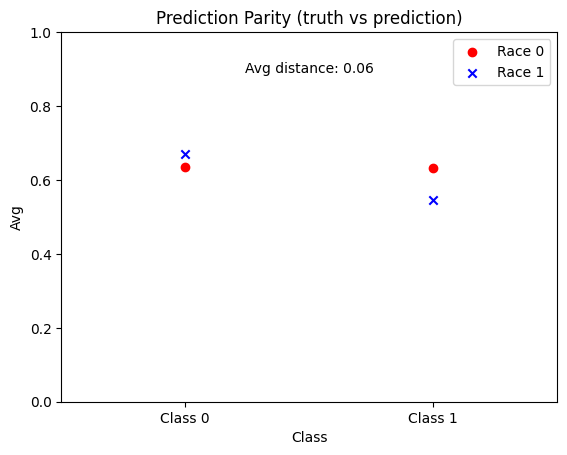 Prediction Parity (truth vs prediction)
Avg distance: 0.06
Race 0
Race 1
Avg
1.0
0.8
0.6
0.4
0.2
0.0
Class 0
Class 1
Class